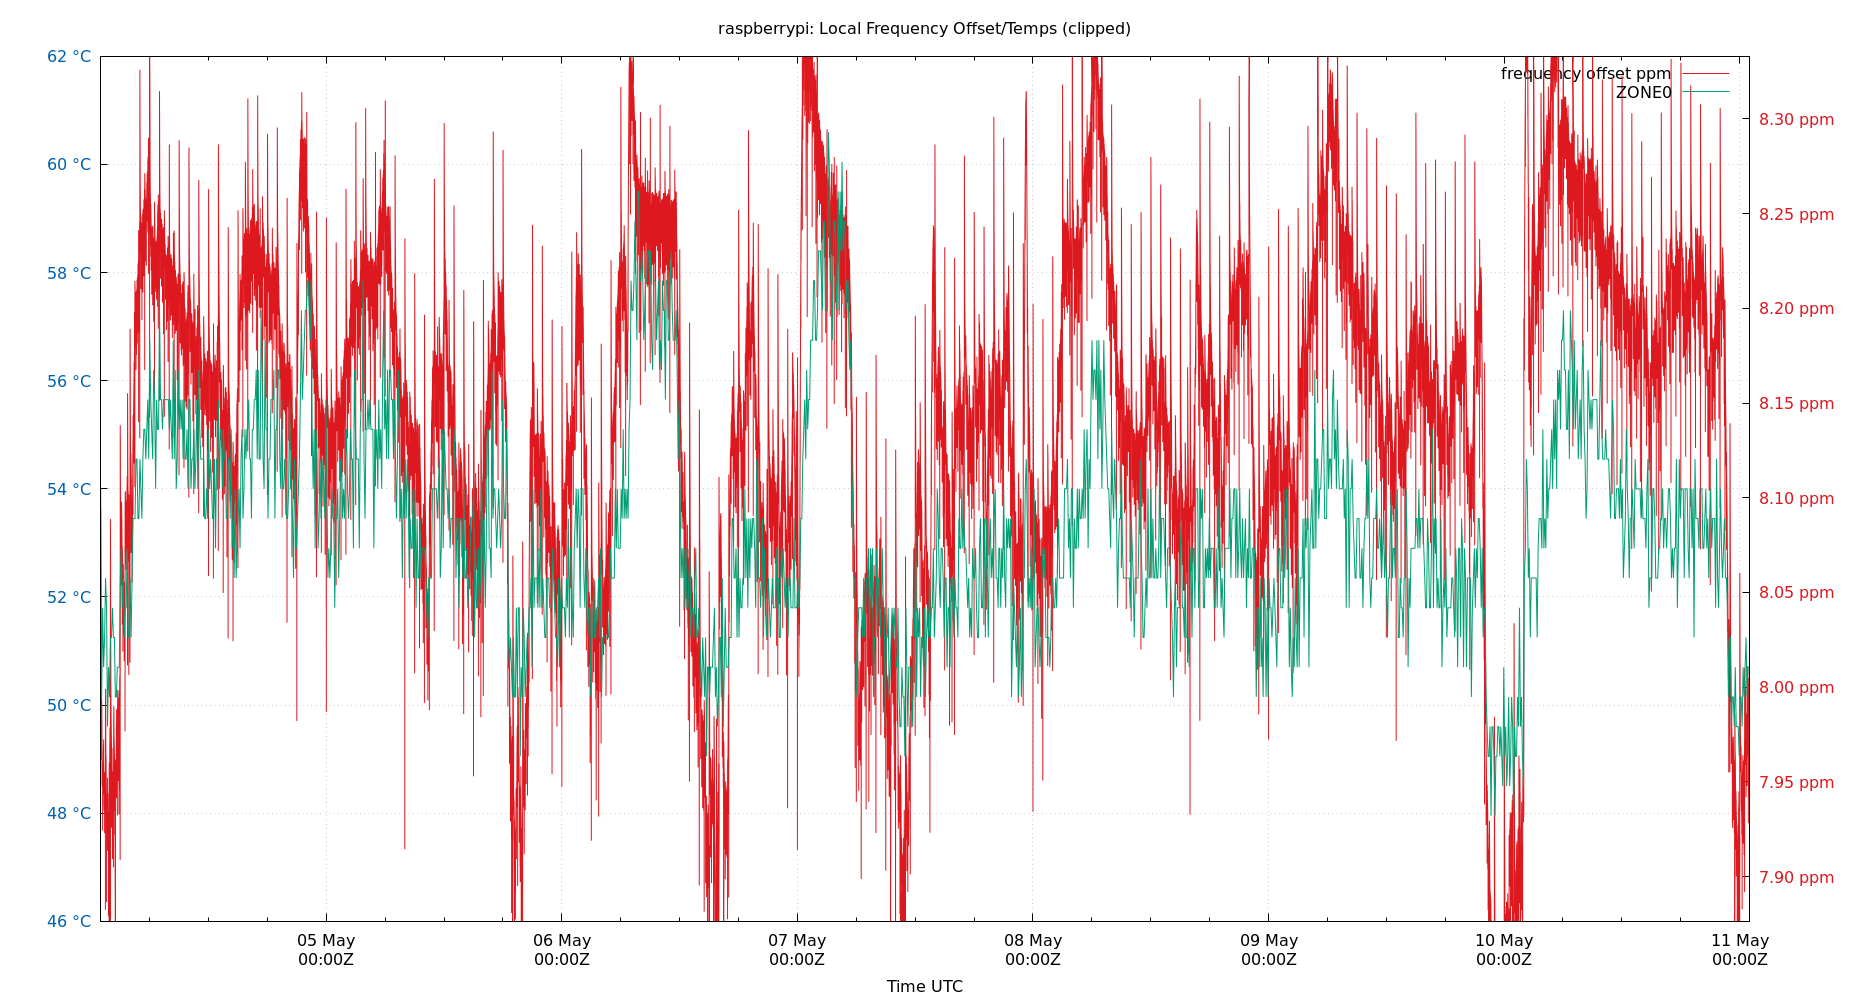 raspberrypi: Local Frequency Offset/Temps (clipped)
62 °C
60 °C
58 °C
56 °C
54 °C
52 °C
50 °C
48 °C
46 °C
frequency offset ppm
ZONE0
8.30 ppm
8.25 ppm
8.20 ppm
8.15 ppm
8.10 ppm
8.05 ppm
8.00 ppm
7.95 ppm
7.90 ppm
05 May 06 May 07 May 08 May 09 May 10 May 11 May
00:00Z 00:00Z 00:00Z 00:00Z 00:00Z 00:00Z 00:00Z
Time UTC